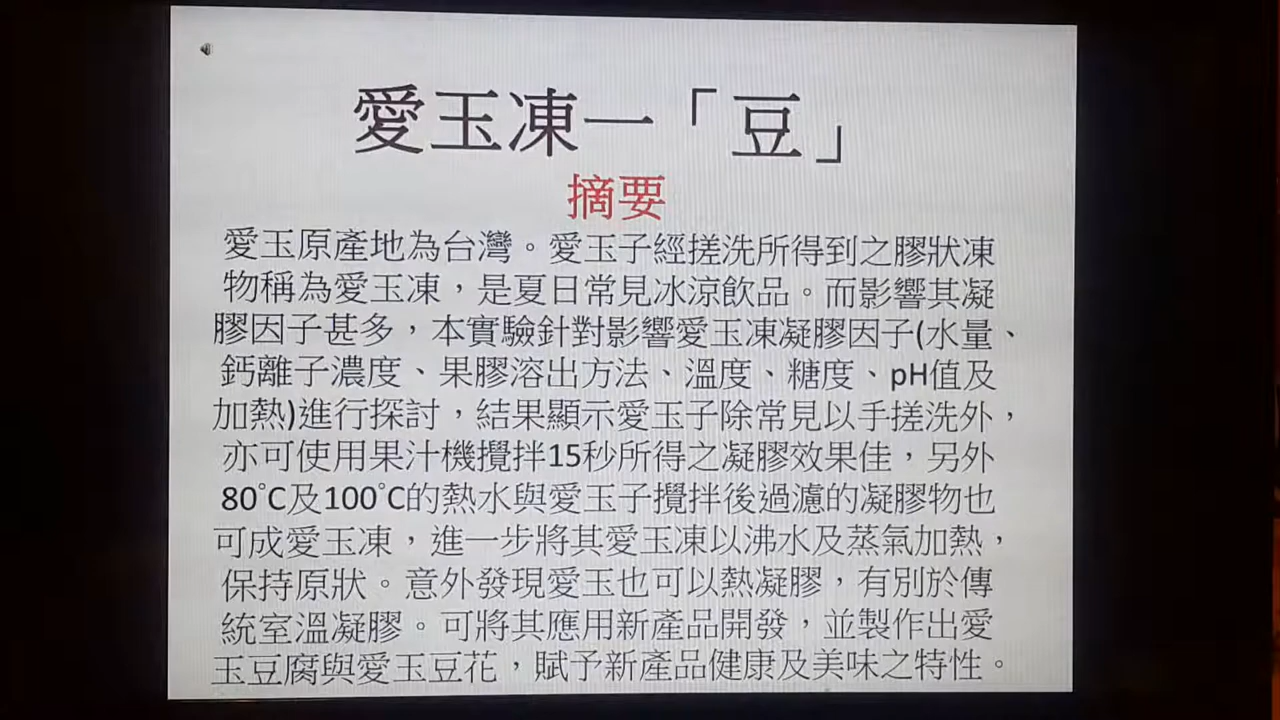 愛玉凍一「豆」
摘要
愛玉原產地為台灣。愛玉子經搓洗所得到之膠狀凍
物稱為愛玉凍，是夏日常見冰涼飲品。而影響其凝
膠因子甚多，本實驗針對影響愛玉凍凝膠因子(水量、
鈣離子濃度、果膠溶出方法、溫度、糖度、pH值及
加熱)進行探討，結果顯示愛玉子除常見以手搓洗外，
亦可使用果汁機攪拌15秒所得之凝膠效果佳，另外
80°C及100°C的熱水與愛玉子攪拌後過濾的凝膠物也
可成愛玉凍，進一步將其愛玉凍以沸水及蒸氣加熱，
保持原狀。意外發現愛玉也可以熱凝膠，有別於傳
統室溫凝膠。可將其應用新產品開發，並製作出愛
玉豆腐與愛玉豆花，賦予新產品健康及美味之特性。